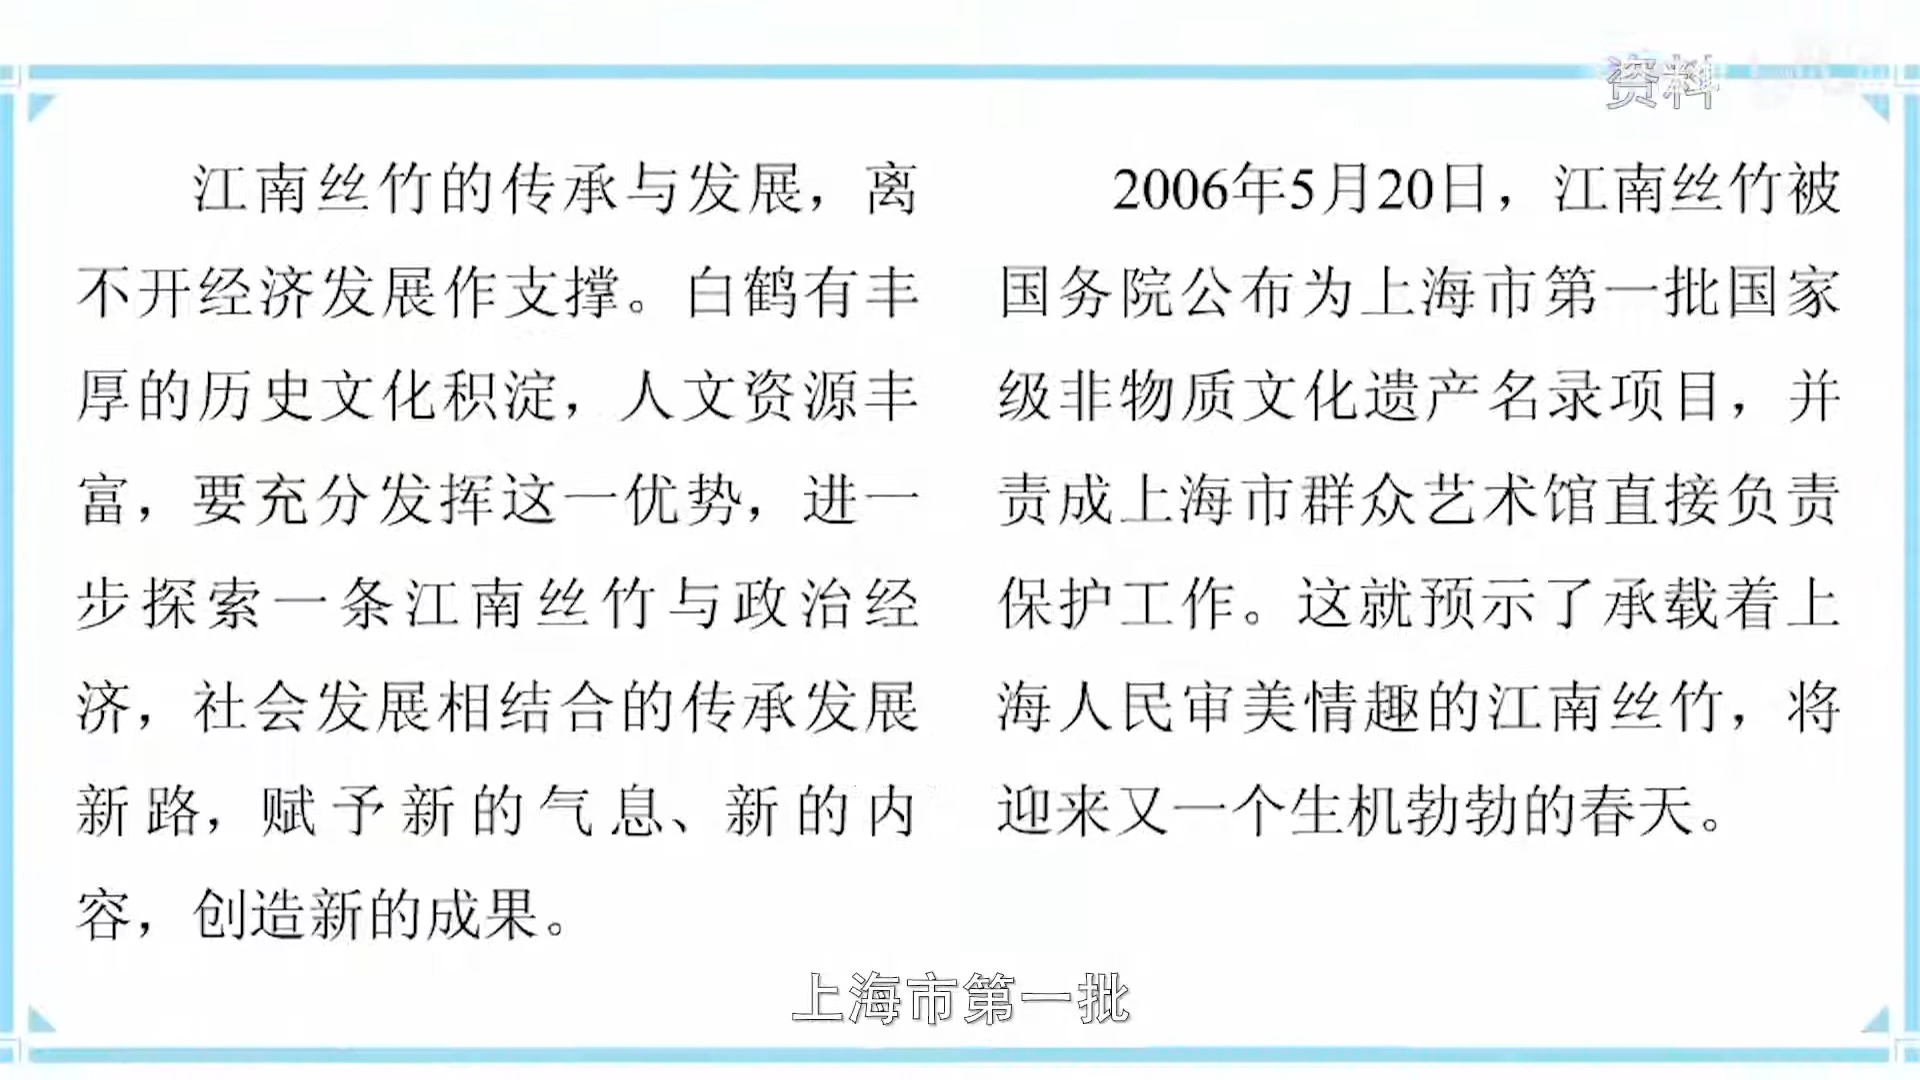 资料
江南丝竹的传承与发展，离
不开经济发展作支撑。白鹤有丰
厚的历史文化积淀，人文资源丰
富，要充分发挥这一优势，进一
步探索一条江南丝竹与政治经
济，社会发展相结合的传承发展
新路，赋予新的气息、新的内
容，创造新的成果。
2006年5月20日，江南丝竹被
国务院公布为上海市第一批国家
级非物质文化遗产名录项目，并
责成上海市群众艺术馆直接负责
保护工作。这就预示了承载着上
海人民审美情趣的江南丝竹，将
迎来又一个生机勃勃的春天。
上海市第一批